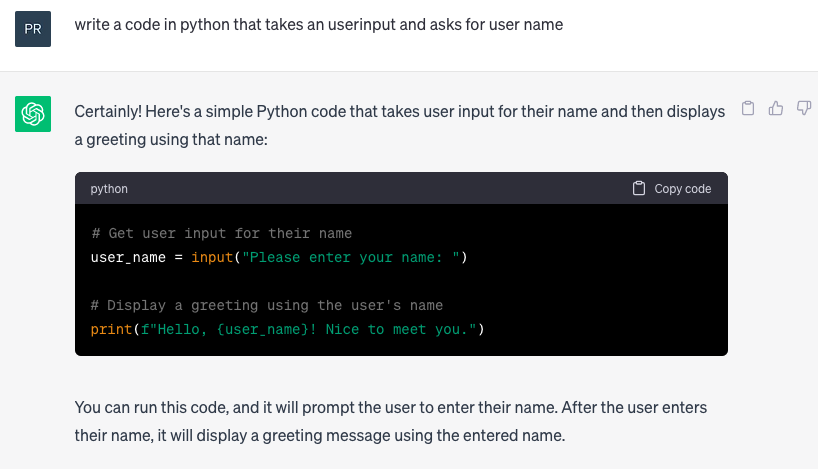 PR
write a code in python that takes an userinput and asks for user name
Certainly! Here's a simple Python code that takes user input for their name and then displays
a greeting using that name:
python
Copy code
# Get user input for their name
user_name = input("Please enter your name: ")
# Display a greeting using the user's name
print(f"Hello, {user_name}! Nice to meet you.")
You can run this code, and it will prompt the user to enter their name. After the user enters
their name, it will display a greeting message using the entered name.